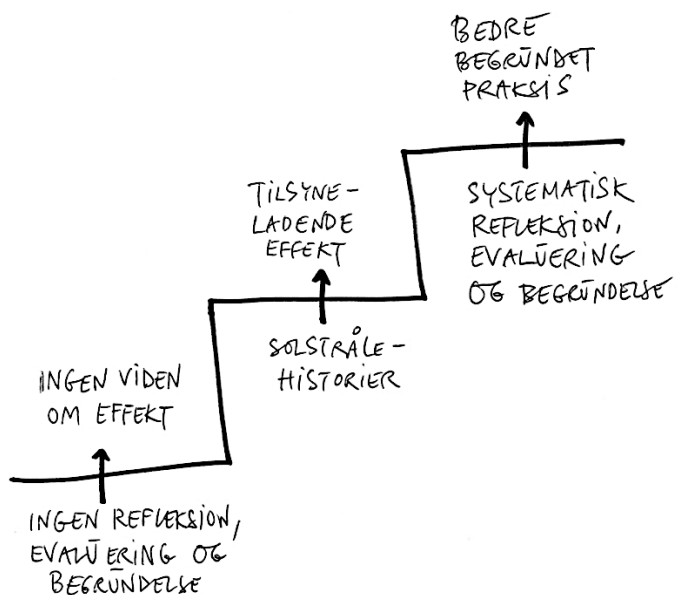 BEDRE
BEGRUNDET
PRAKSIS
TILSYNE-
LADENDE
EFFEKT
SYSTEMATISK
REFLEKSION,
EVALUERING
OG BEGRUNDELSE
SOLSTRÅLE-
HISTORIER
INGEN VIDEN
OM EFFEKT
INGEN REFLEKSION,
EVALUERING OG
BEGRUNDELSE